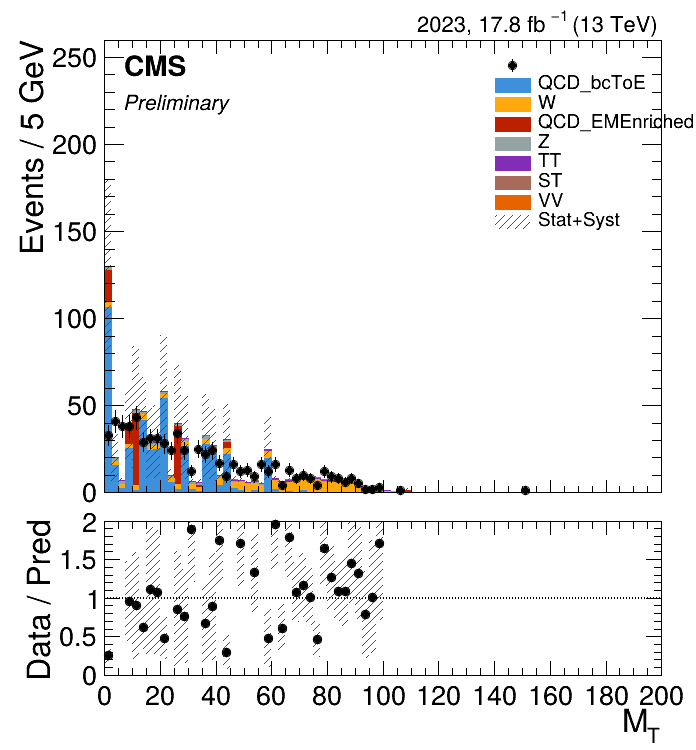 2023, 17.8 fb⁻¹ (13 TeV)
CMS
Preliminary
QCD_bcToE
W
QCD_EMEnriched
Z
TT
ST
VV
Stat+Syst
Events / 5 GeV
250
200
150
100
50
0
Data / Pred
2
1.5
1
0.5
0
0 20 40 60 80 100 120 140 160 180 200
M_T